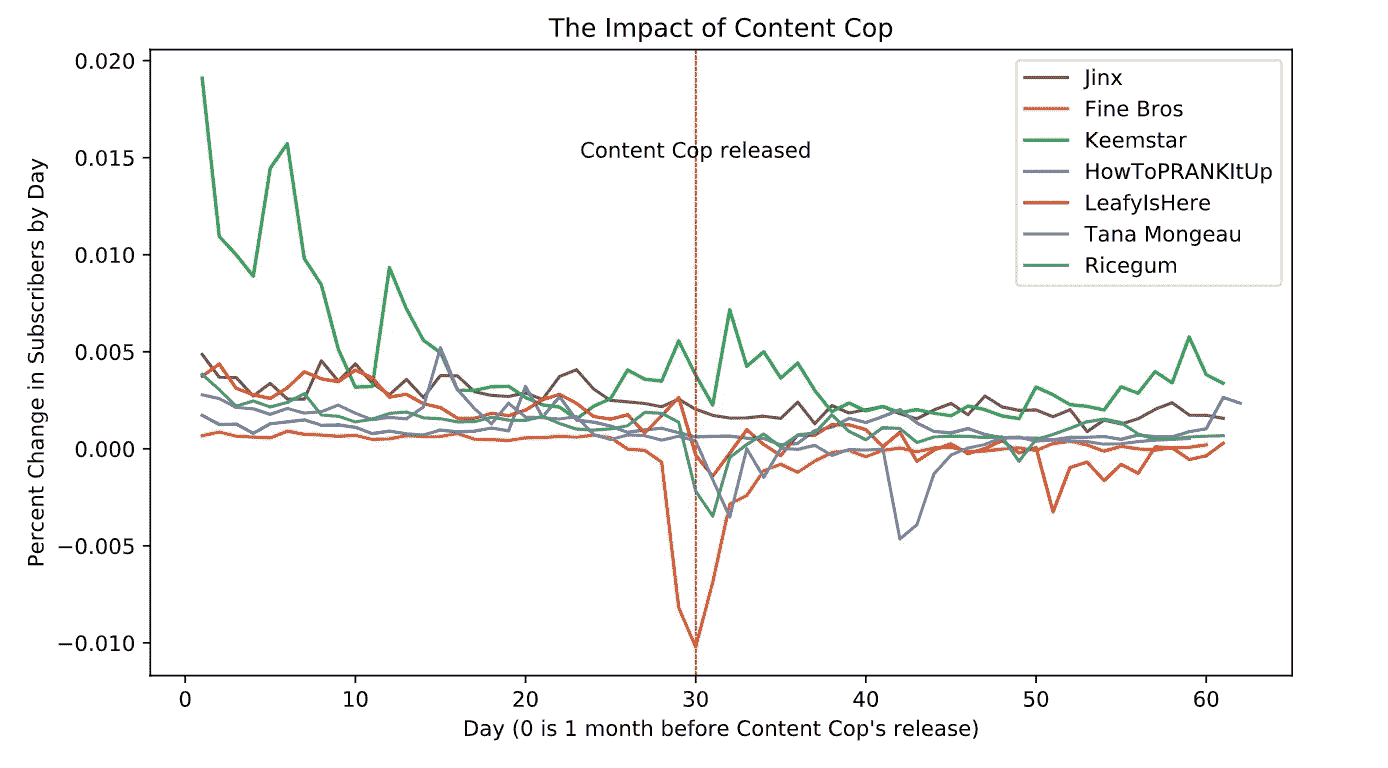 The Impact of Content Cop
0.020
0.015
0.010
0.005
0.000
−0.005
−0.010
Percent Change in Subscribers by Day
Content Cop released
Jinx
Fine Bros
Keemstar
HowToPRANKItUp
LeafyIsHere
Tana Mongeau
Ricegum
0 10 20 30 40 50 60
Day (0 is 1 month before Content Cop's release)